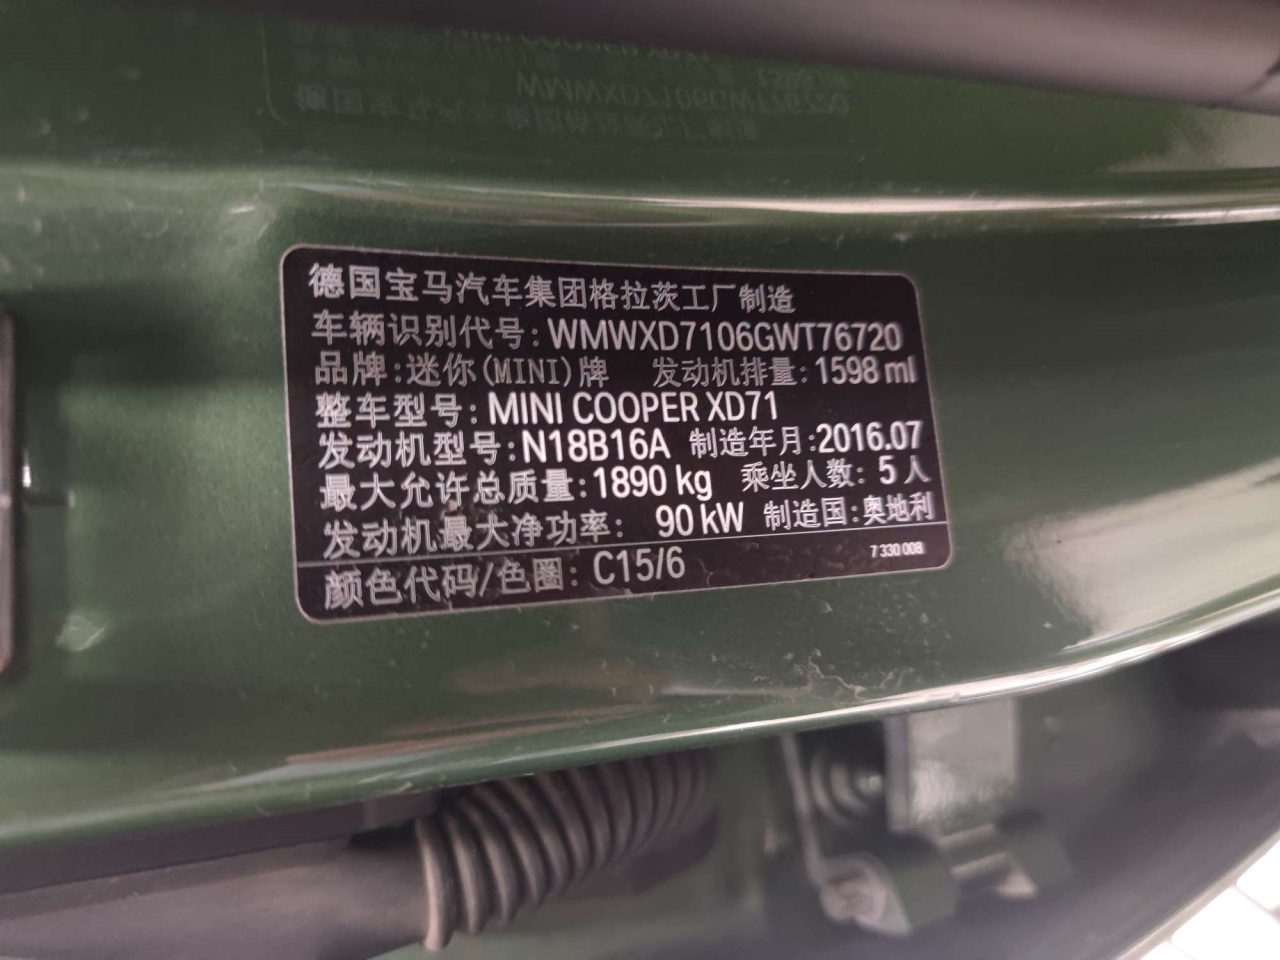 德国宝马汽车集团格拉茨工厂制造
车辆识别代号: WMWXD7106GWT76720
品牌: 迷你(MINI)牌 发动机排量: 1598 ml
整车型号: MINI COOPER XD71
发动机型号: N18B16A 制造年月: 2016.07
最大允许总质量: 1890 kg 乘坐人数: 5人
发动机最大净功率: 90 kW 制造国: 奥地利
7 330 008
颜色代码/色圈: C15/6